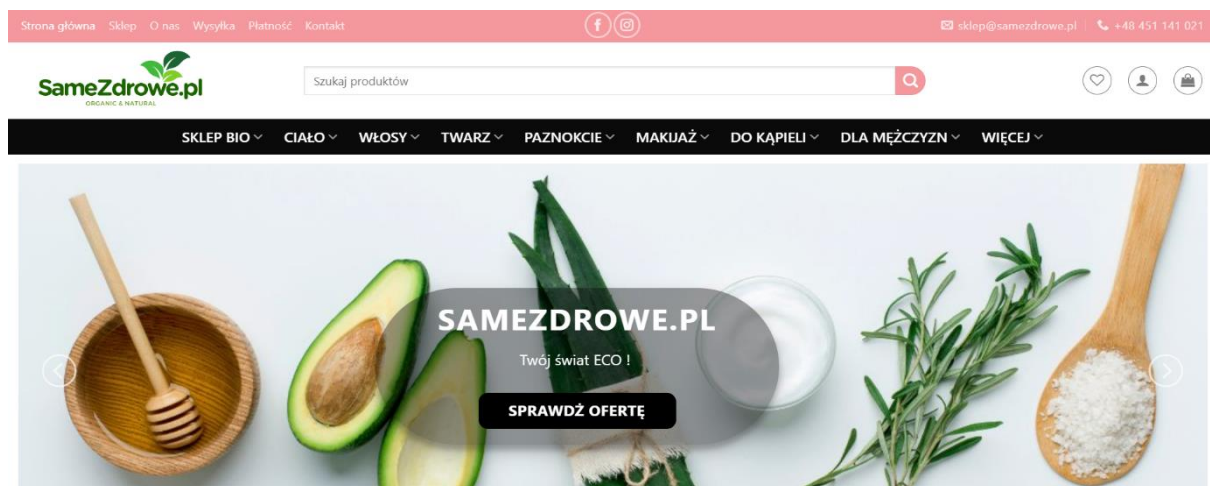 Strona główna Sklep O nas Wysyłka Płatność Kontakt
sklep@samezdrowe.pl +48 451 141 021
SameZdrowe.pl
ORGANIC & NATURAL
Szukaj produktów
SKLEP BIO CIAŁO WŁOSY TWARZ PAZNOKCIE MAKIJAŻ DO KĄPIELI DLA MĘŻCZYZN WIĘCEJ
SAMEZDROWE.PL
Twój świat ECO !
SPRAWDŹ OFERTĘ